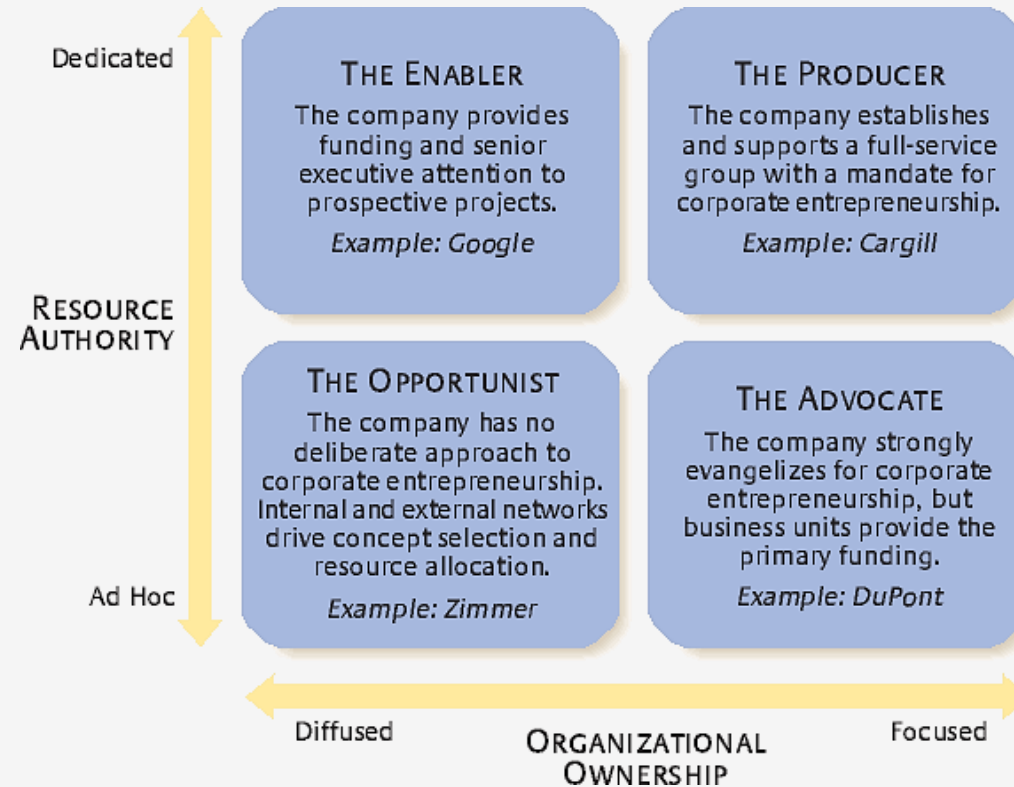 Dedicated
THE ENABLER
The company provides
funding and senior
executive attention to
prospective projects.
Example: Google
THE PRODUCER
The company establishes
and supports a full-service
group with a mandate for
corporate entrepreneurship.
Example: Cargill
RESOURCE
AUTHORITY
THE OPPORTUNIST
The company has no
deliberate approach to
corporate entrepreneurship.
Internal and external networks
drive concept selection and
resource allocation.
Example: Zimmer
THE ADVOCATE
The company strongly
evangelizes for corporate
entrepreneurship, but
business units provide the
primary funding.
Example: DuPont
Ad Hoc
Diffused
ORGANIZATIONAL
OWNERSHIP
Focused